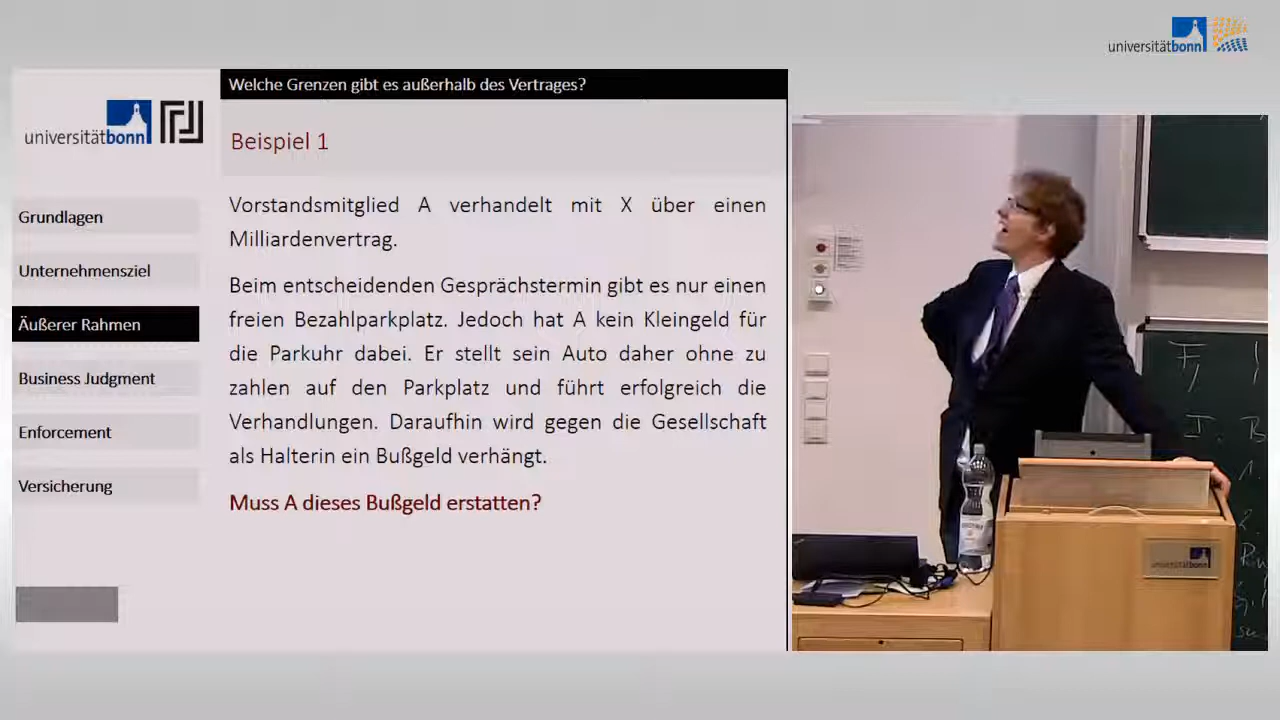 universitätbonn
Welche Grenzen gibt es außerhalb des Vertrages?
universitätbonn
Beispiel 1
Grundlagen
Unternehmensziel
Äußerer Rahmen
Business Judgment
Enforcement
Versicherung
Vorstandsmitglied A verhandelt mit X über einen
Milliardenvertrag.
Beim entscheidenden Gesprächstermin gibt es nur einen
freien Bezahlparkplatz. Jedoch hat A kein Kleingeld für
die Parkuhr dabei. Er stellt sein Auto daher ohne zu
zahlen auf den Parkplatz und führt erfolgreich die
Verhandlungen. Daraufhin wird gegen die Gesellschaft
als Halterin ein Bußgeld verhängt.
Muss A dieses Bußgeld erstatten?
universitätbonn
I. B
1.
2.